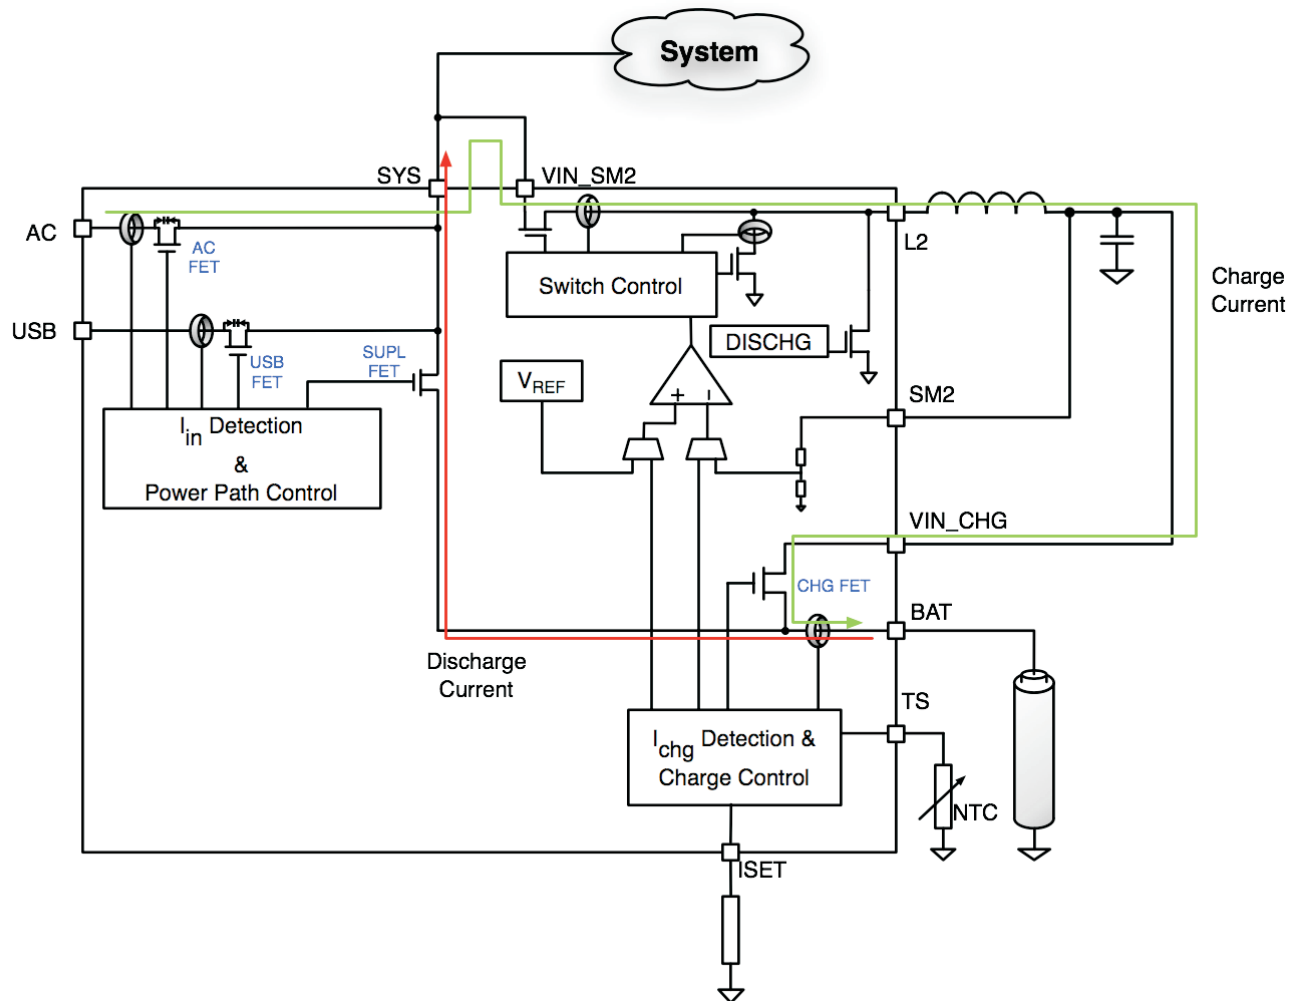 System
SYS
VIN_SM2
AC
AC
FET
L2
Switch Control
Charge
Current
USB
USB
FET
SUPL
FET
DISCHG
VREF
+
–
SM2
Iin Detection
&
Power Path Control
VIN_CHG
CHG FET
BAT
Discharge
Current
TS
Ichg Detection &
Charge Control
NTC
ISET